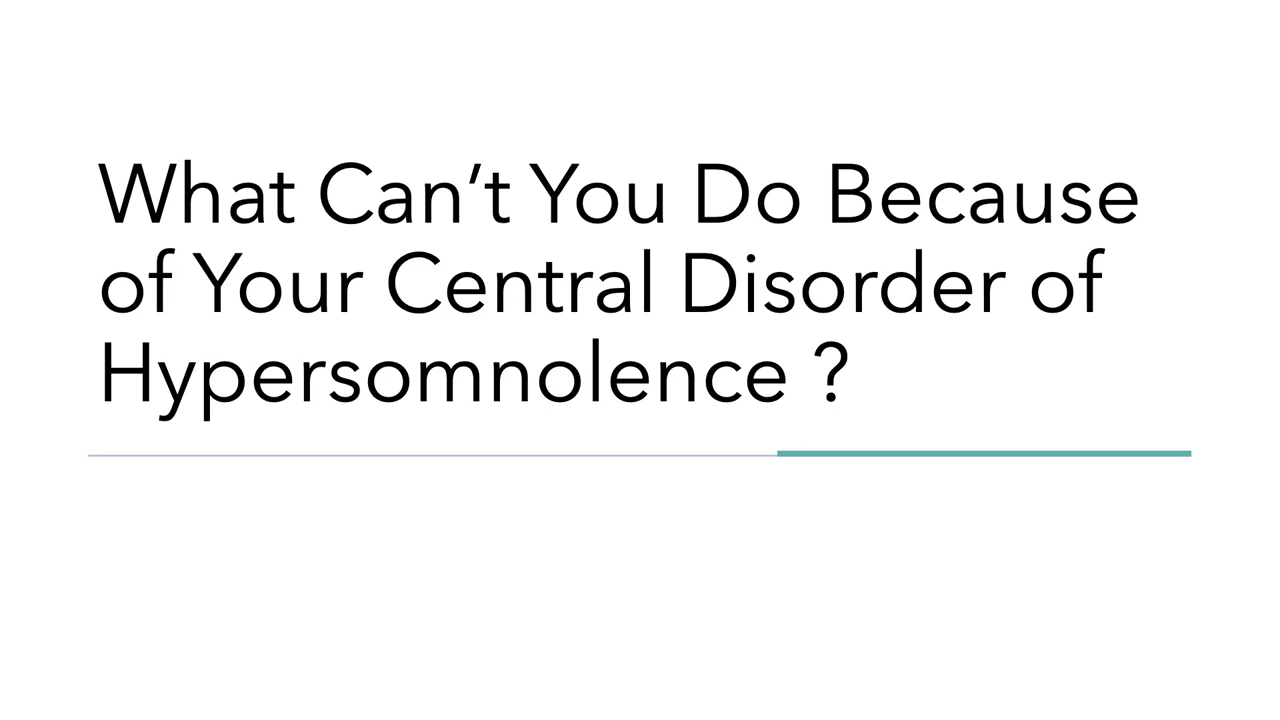 What Can’t You Do Because
of Your Central Disorder of
Hypersomnolence ?